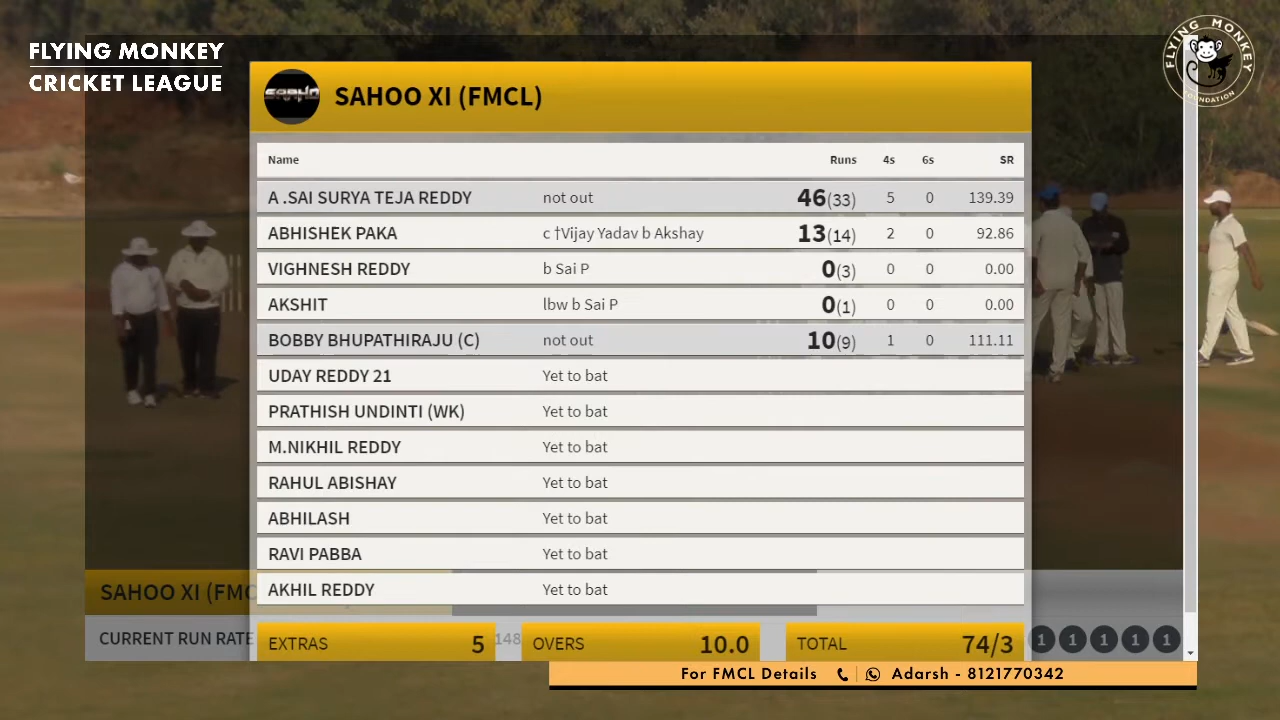 FLYING MONKEY
CRICKET LEAGUE
FLYING MONKEY
FOUNDATION
SAHOO XI (FMCL)
Name Runs 4s 6s SR
A .SAI SURYA TEJA REDDY not out 46(33) 5 0 139.39
ABHISHEK PAKA c †Vijay Yadav b Akshay 13(14) 2 0 92.86
VIGHNESH REDDY b Sai P 0(3) 0 0 0.00
AKSHIT lbw b Sai P 0(1) 0 0 0.00
BOBBY BHUPATHIRAJU (C) not out 10(9) 1 0 111.11
UDAY REDDY 21 Yet to bat
PRATHISH UNDINTI (WK) Yet to bat
M.NIKHIL REDDY Yet to bat
RAHUL ABISHAY Yet to bat
ABHILASH Yet to bat
RAVI PABBA Yet to bat
AKHIL REDDY Yet to bat
SAHOO XI (FMC
CURRENT RUN RATE 148 1 1 1 1 1
EXTRAS 5 OVERS 10.0 TOTAL 74/3
For FMCL Details Adarsh - 8121770342